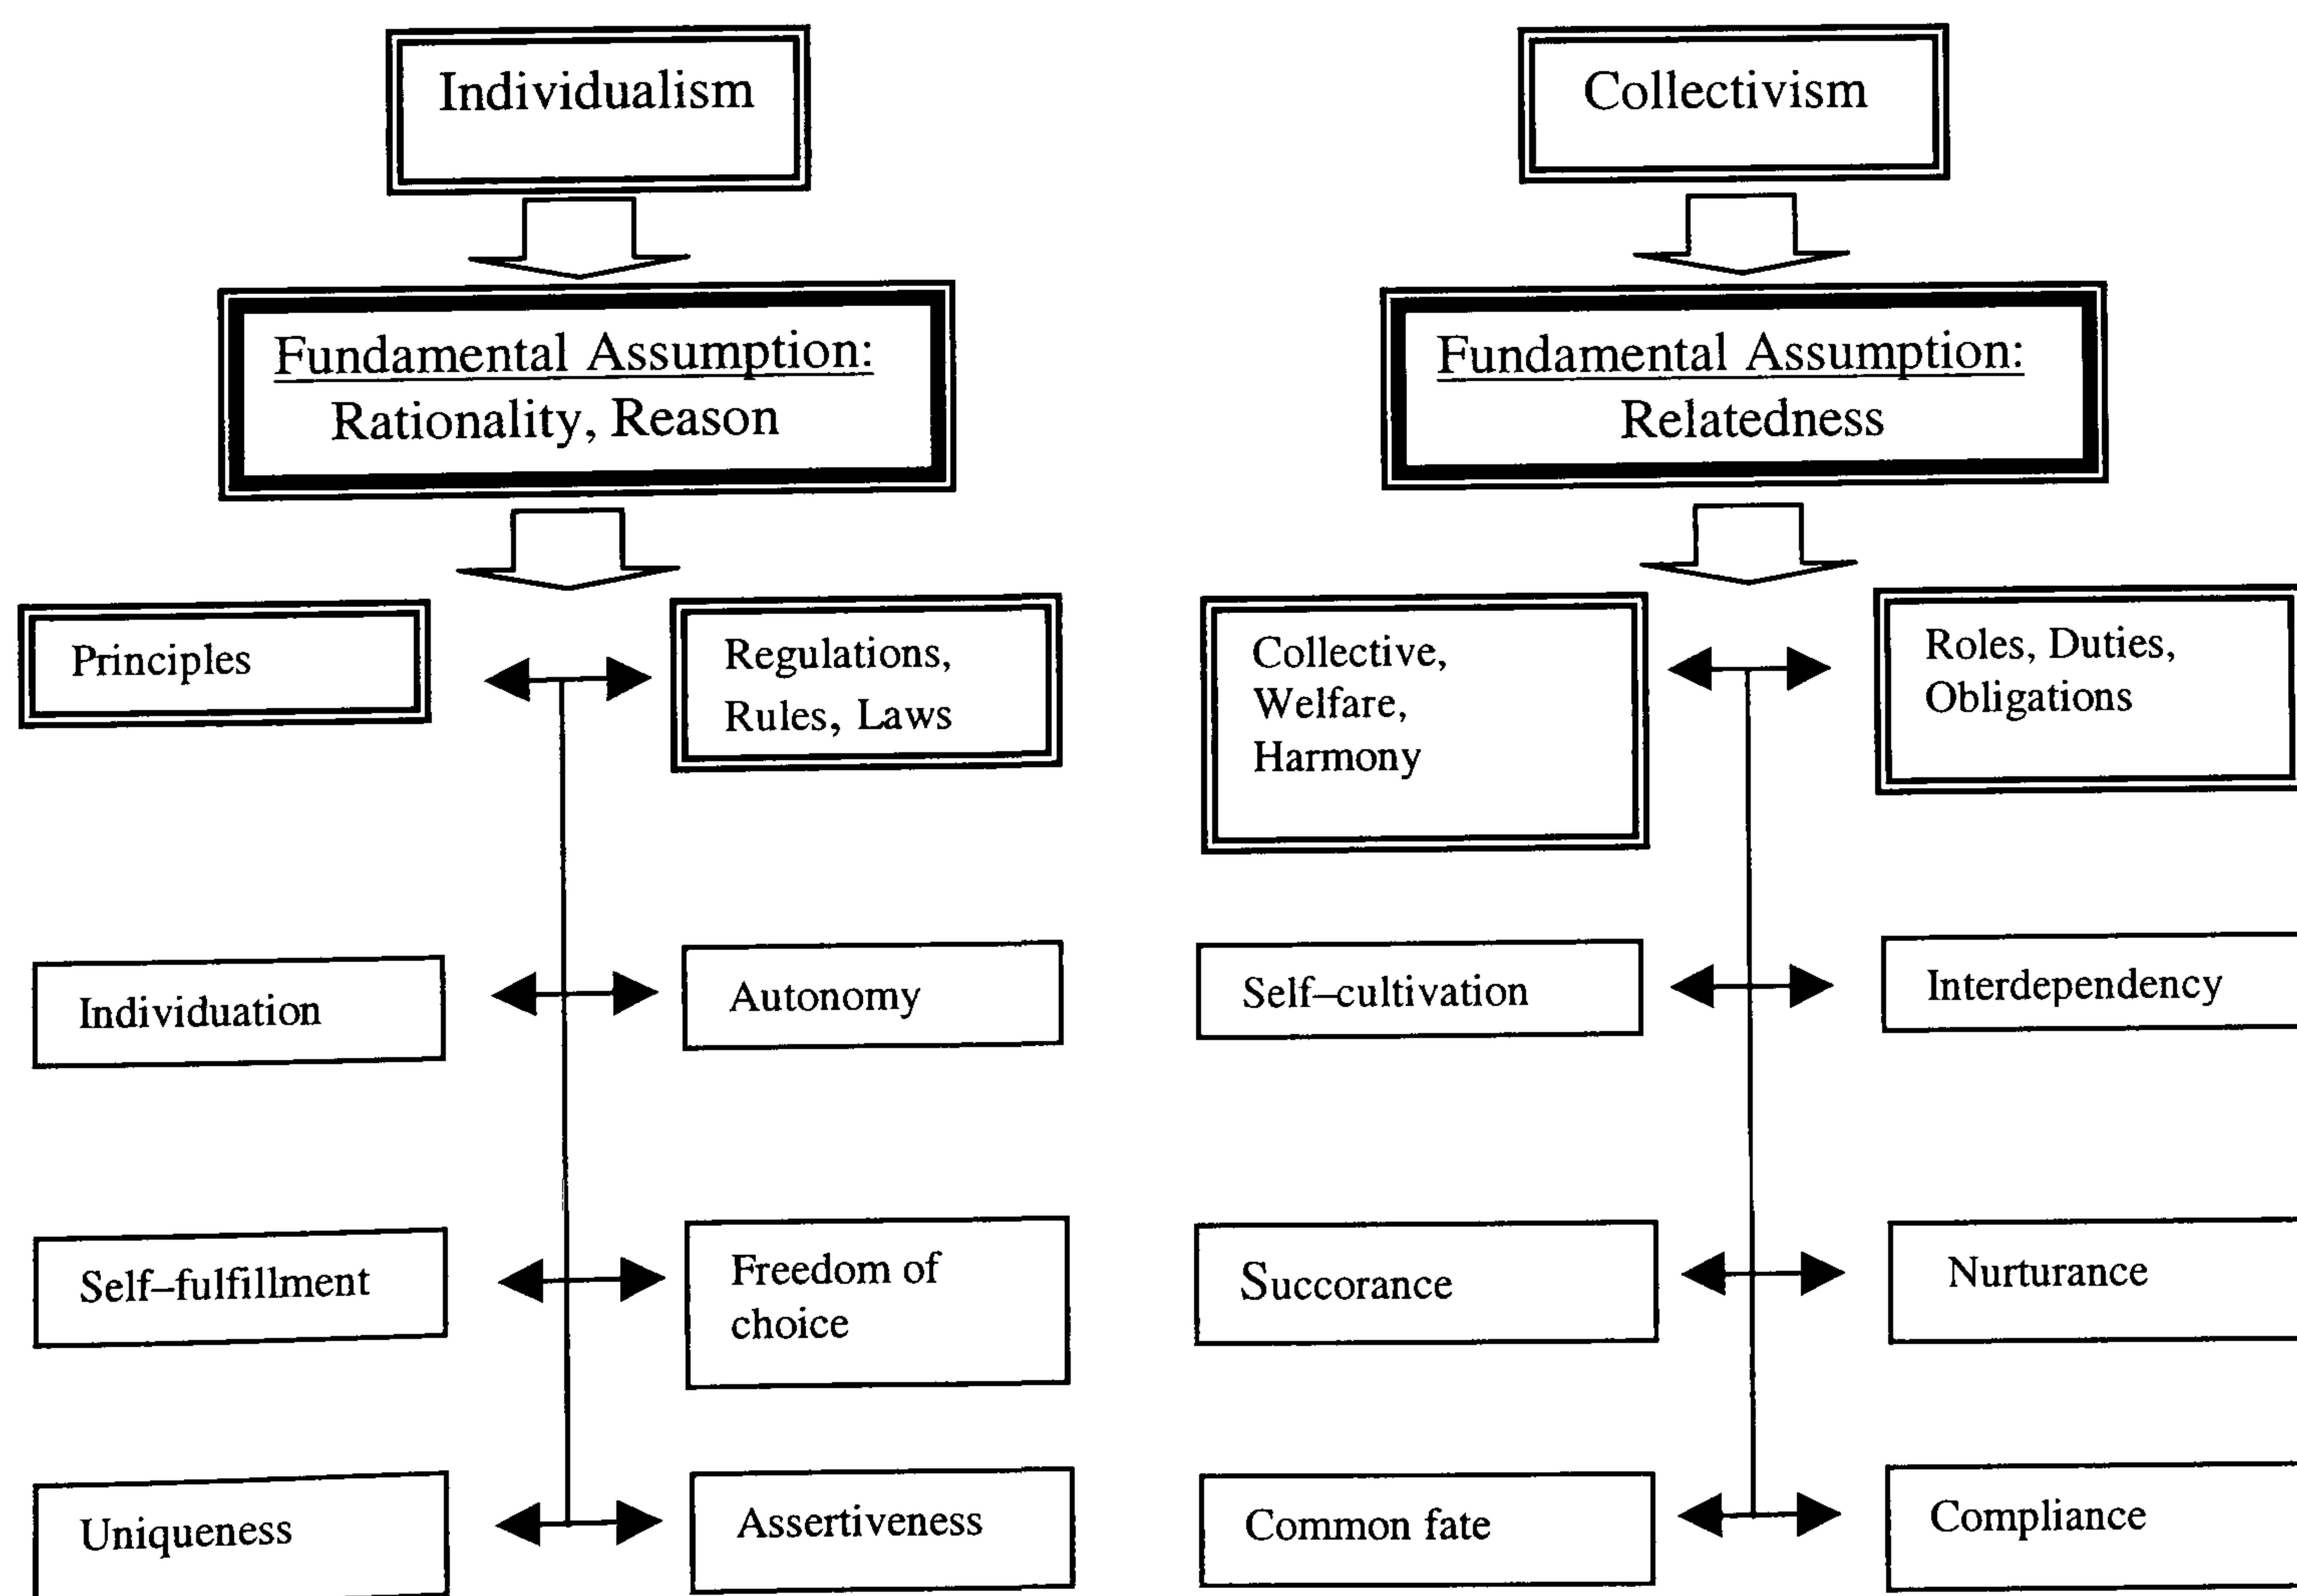 Individualism
Fundamental Assumption:
Rationality, Reason
Principles
Regulations,
Rules, Laws
Individuation
Autonomy
Self–fulfillment
Freedom of
choice
Uniqueness
Assertiveness
Collectivism
Fundamental Assumption:
Relatedness
Collective,
Welfare,
Harmony
Roles, Duties,
Obligations
Self–cultivation
Interdependency
Succorance
Nurturance
Common fate
Compliance